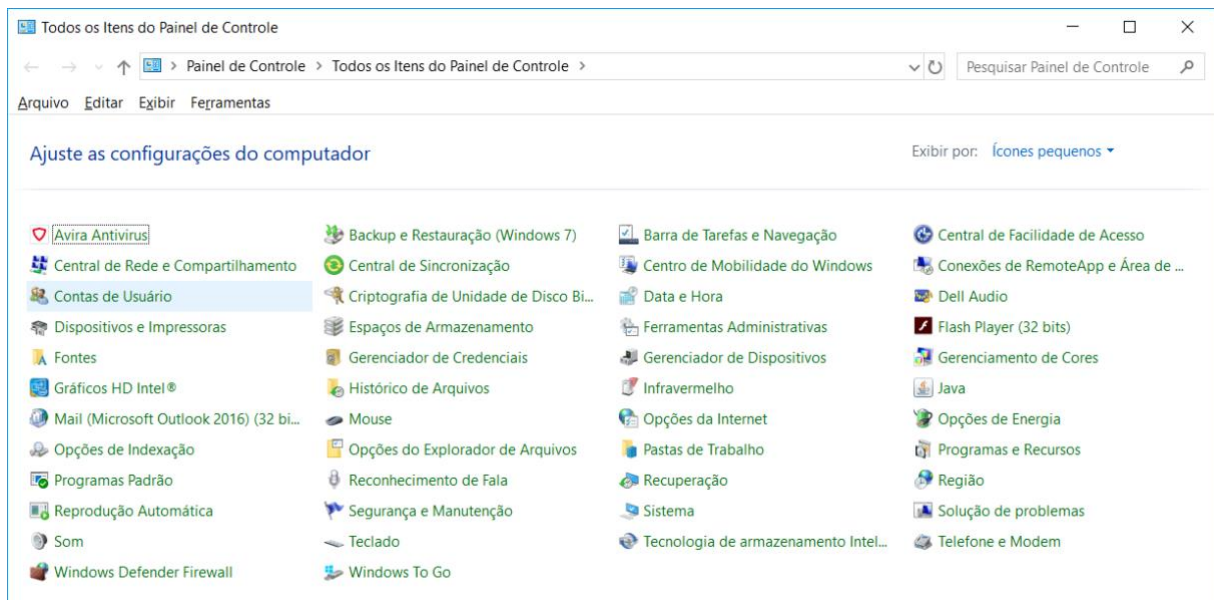 Todos os Itens do Painel de Controle
Painel de Controle > Todos os Itens do Painel de Controle >
Pesquisar Painel de Controle
Arquivo Editar Exibir Ferramentas
Ajuste as configurações do computador
Exibir por: Ícones pequenos
Avira Antivirus Backup e Restauração (Windows 7) Barra de Tarefas e Navegação Central de Facilidade de Acesso
Central de Rede e Compartilhamento Central de Sincronização Centro de Mobilidade do Windows Conexões de RemoteApp e Área de ...
Contas de Usuário Criptografia de Unidade de Disco Bi... Data e Hora Dell Audio
Dispositivos e Impressoras Espaços de Armazenamento Ferramentas Administrativas Flash Player (32 bits)
Fontes Gerenciador de Credenciais Gerenciador de Dispositivos Gerenciamento de Cores
Gráficos HD Intel® Histórico de Arquivos Infravermelho Java
Mail (Microsoft Outlook 2016) (32 bi... Mouse Opções da Internet Opções de Energia
Opções de Indexação Opções do Explorador de Arquivos Pastas de Trabalho Programas e Recursos
Programas Padrão Reconhecimento de Fala Recuperação Região
Reprodução Automática Segurança e Manutenção Sistema Solução de problemas
Som Teclado Tecnologia de armazenamento Intel... Telefone e Modem
Windows Defender Firewall Windows To Go